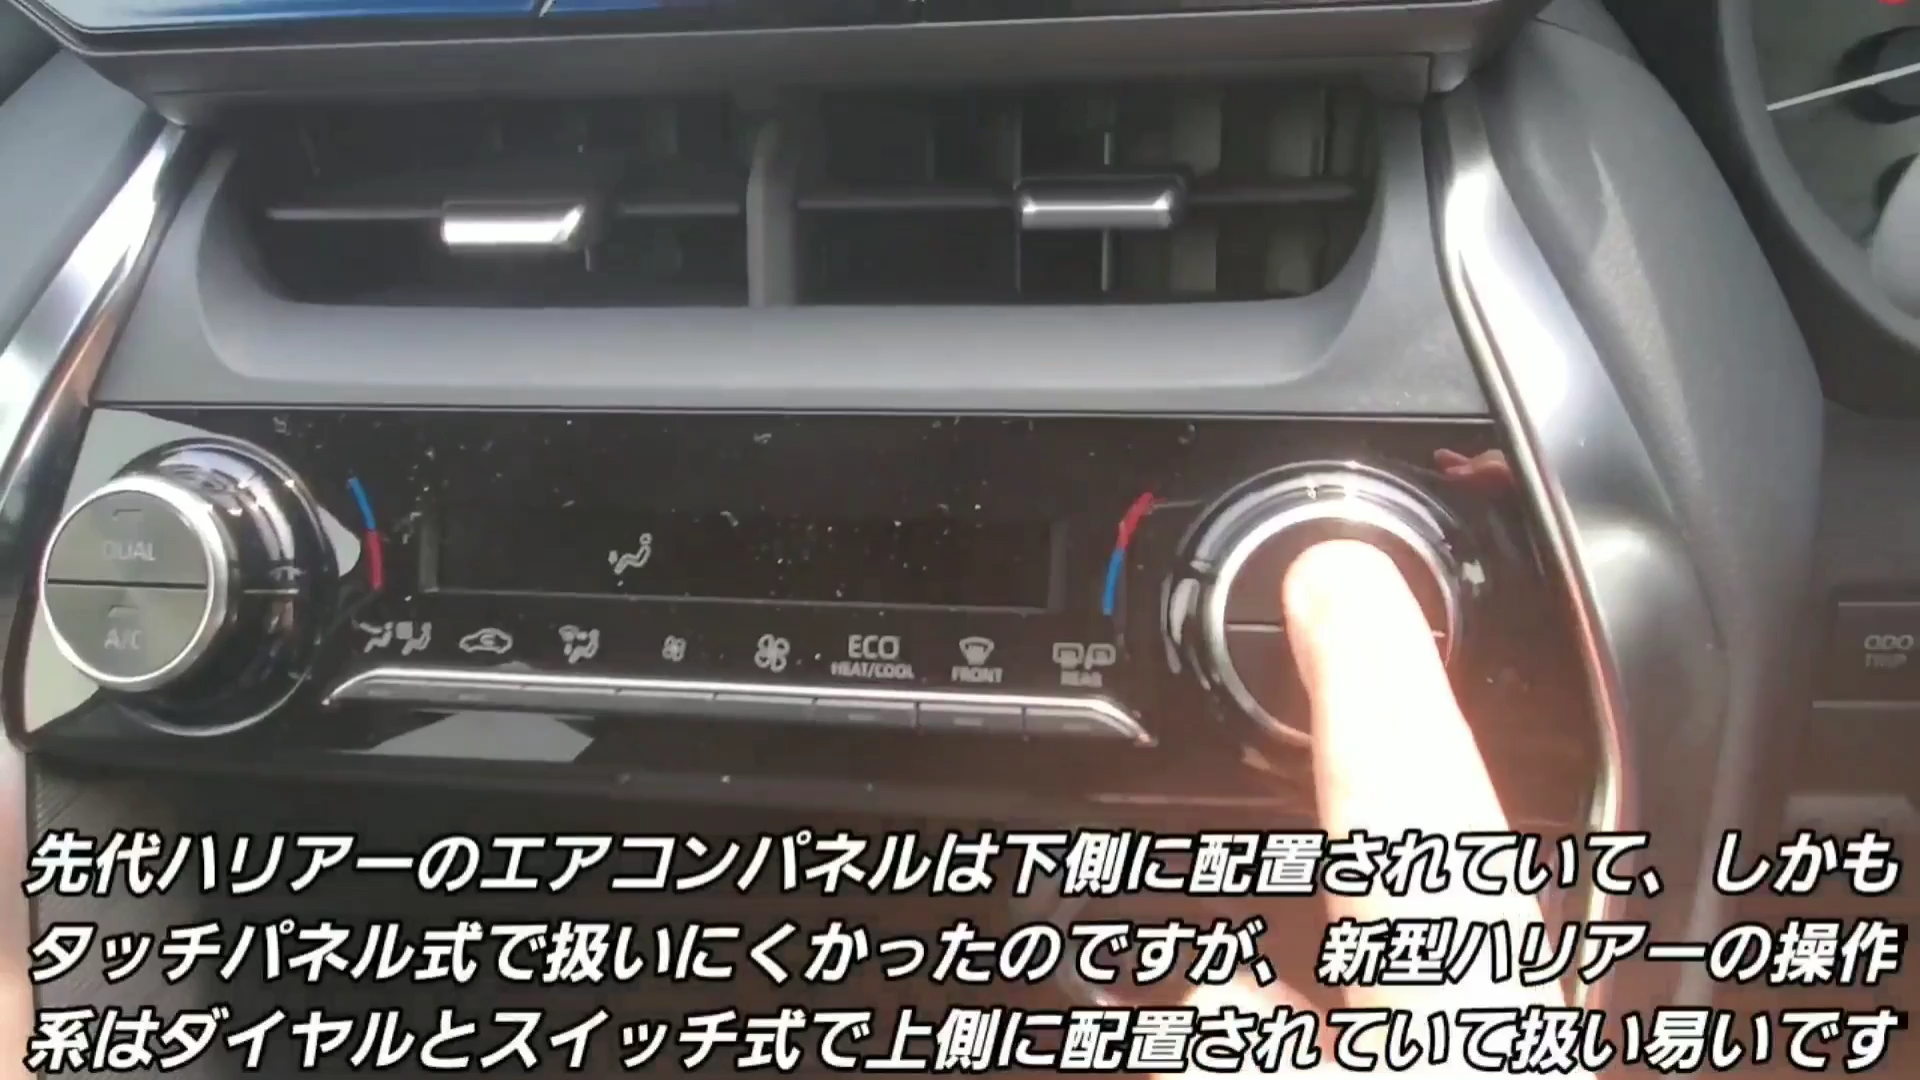 DUAL
A/C
ECO
HEAT/COOL
FRONT
REAR
ODO
TRIP
先代ハリアーのエアコンパネルは下側に配置されていて、しかも
タッチパネル式で扱いにくかったのですが、新型ハリアーの操作
系はダイヤルとスイッチ式で上側に配置されていて扱い易いです